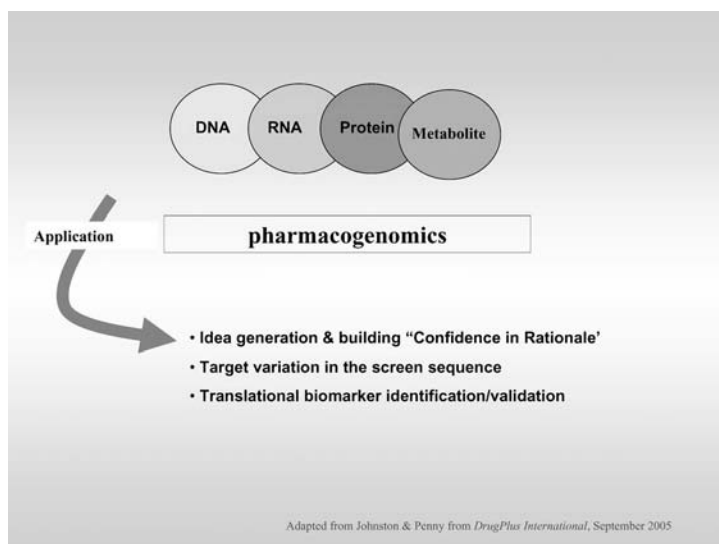 DNA
RNA
Protein
Metabolite
Application
pharmacogenomics
• Idea generation & building “Confidence in Rationale’
• Target variation in the screen sequence
• Translational biomarker identification/validation
Adapted from Johnston & Penny from DrugPlus International, September 2005